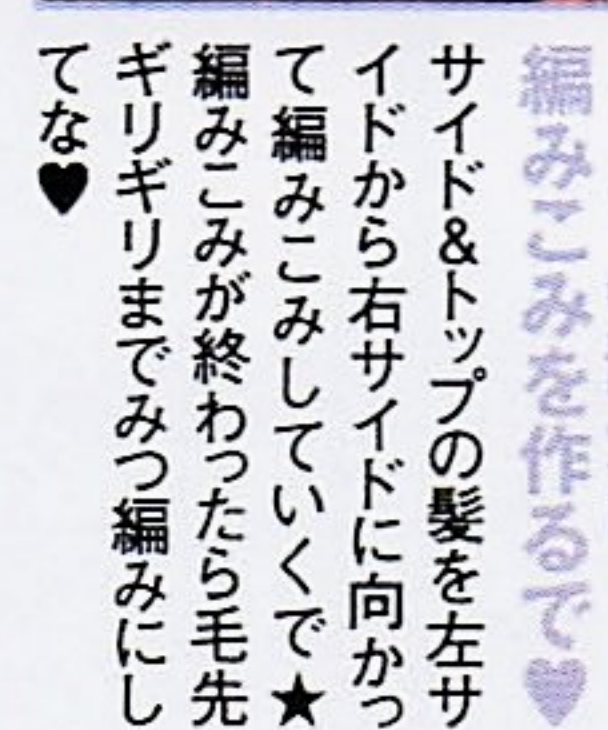 編みこみを作るで♥
サイド&トップの髪を左サ
イドから右サイドに向かっ
て編みこみしていくで★
編みこみが終わったら毛先
ギリギリまでみつ編みにし
てな♥